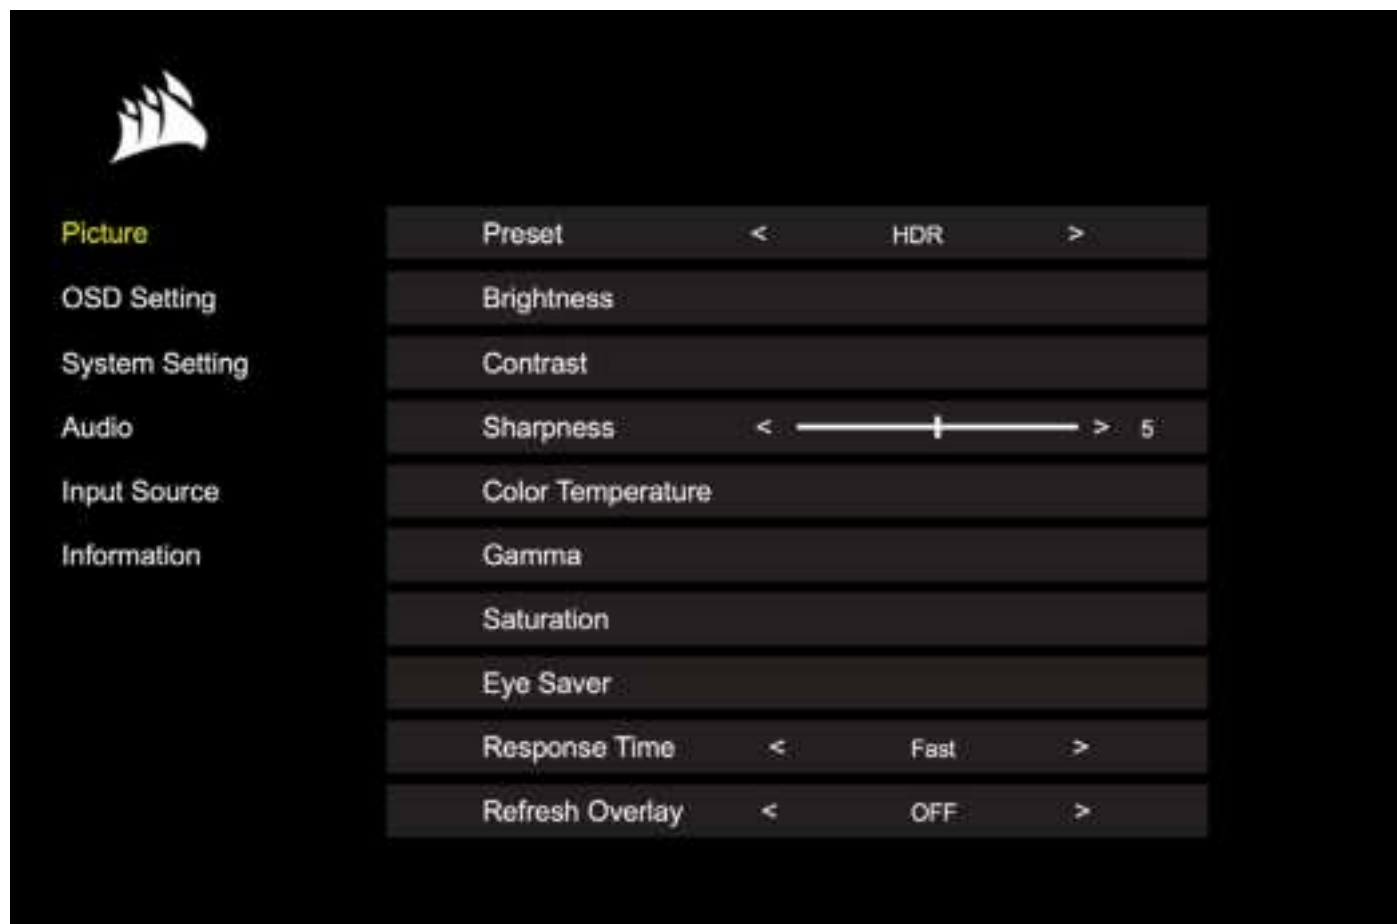 Picture
OSD Setting
System Setting
Audio
Input Source
Information
Preset < HDR >
Brightness
Contrast
Sharpness < > 5
Color Temperature
Gamma
Saturation
Eye Saver
Response Time < Fast >
Refresh Overlay < OFF >